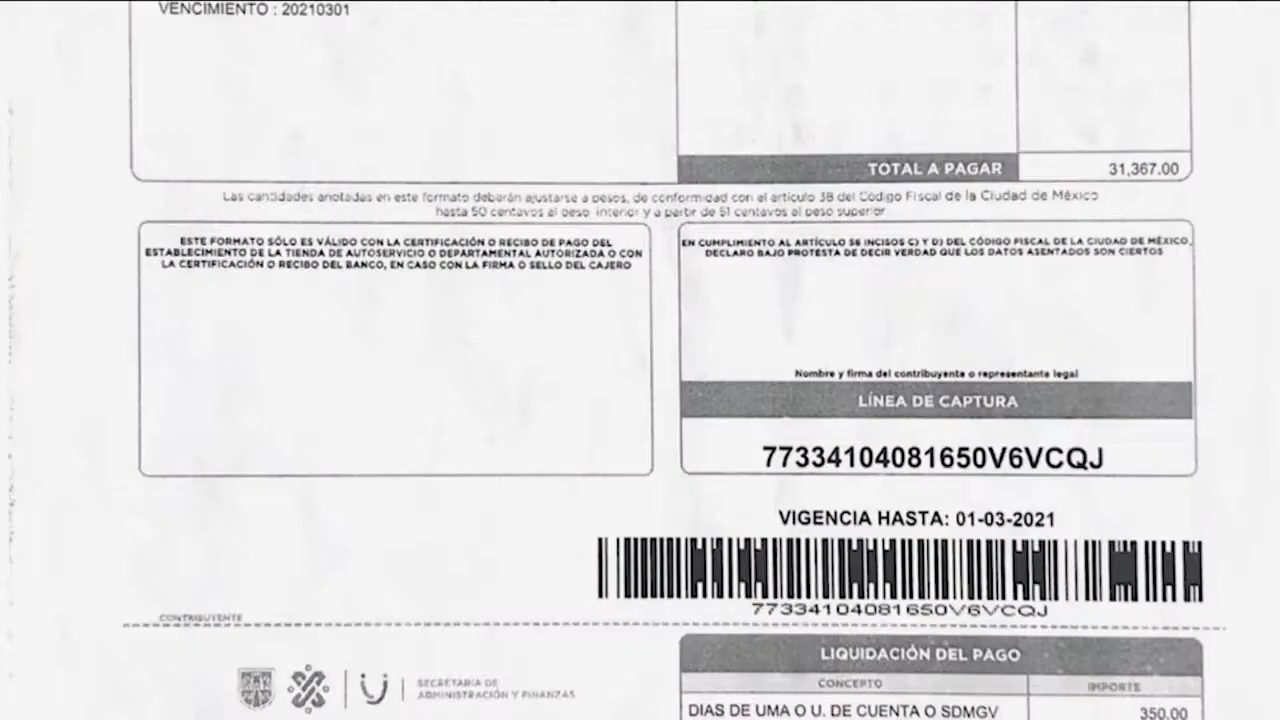 VENCIMIENTO : 20210301
TOTAL A PAGAR 31,367.00
Las cantidades anotadas en este formato deberán ajustarse a pesos, de conformidad con el artículo 38 del Código Fiscal de la Ciudad de México
hasta 50 centavos al peso inferior y a partir de 51 centavos al peso superior
ESTE FORMATO SÓLO ES VÁLIDO CON LA CERTIFICACIÓN O RECIBO DE PAGO DEL
ESTABLECIMIENTO DE LA TIENDA DE AUTOSERVICIO O DEPARTAMENTAL AUTORIZADA O CON
LA CERTIFICACIÓN O RECIBO DEL BANCO, EN CASO CON LA FIRMA O SELLO DEL CAJERO
EN CUMPLIMIENTO AL ARTÍCULO 56 INCISOS C) Y D) DEL CÓDIGO FISCAL DE LA CIUDAD DE MÉXICO,
DECLARO BAJO PROTESTA DE DECIR VERDAD QUE LOS DATOS ASENTADOS SON CIERTOS
Nombre y firma del contribuyente o representante legal
LÍNEA DE CAPTURA
77334104081650V6VCQJ
VIGENCIA HASTA: 01-03-2021
77334104081650V6VCQJ
CONTRIBUYENTE
SECRETARÍA DE
ADMINISTRACIÓN Y FINANZAS
LIQUIDACIÓN DEL PAGO
CONCEPTO IMPORTE
DIAS DE UMA O U. DE CUENTA O SDMGV 350.00